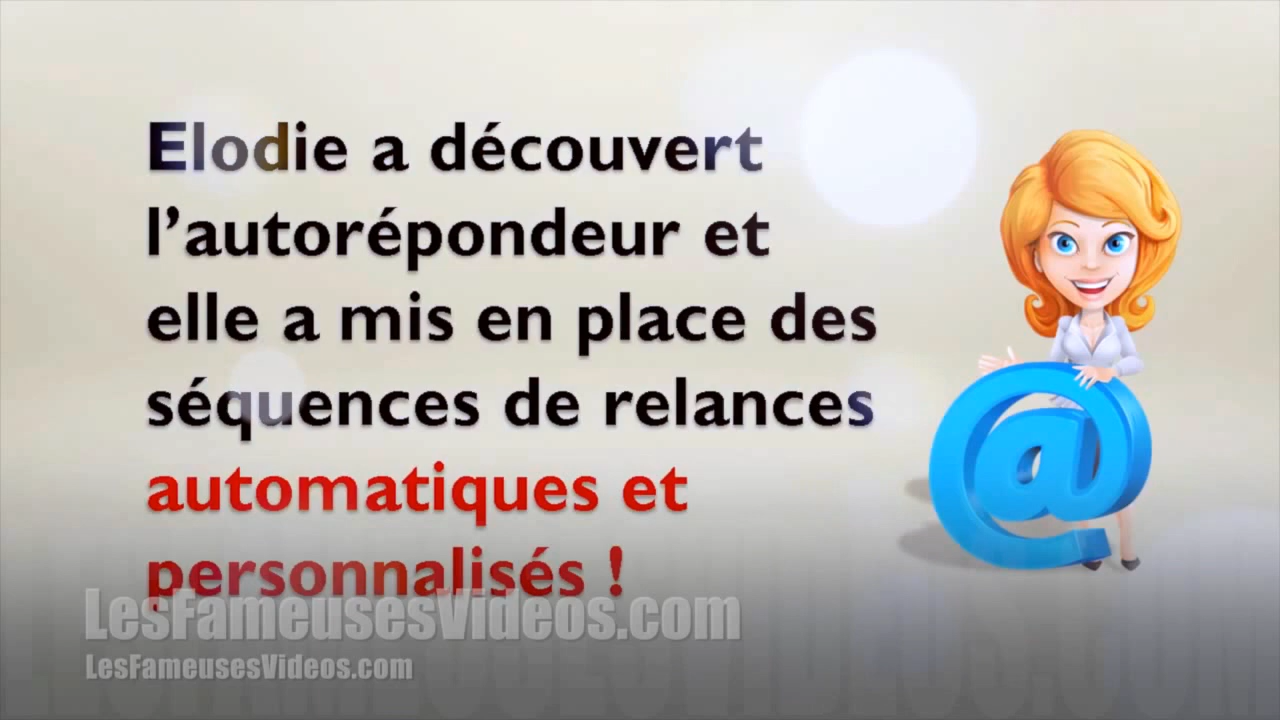 Elodie a découvert
l'autorépondeur et
elle a mis en place des
séquences de relances
automatiques et
personnalisés !
LesFameusesVideos.com
LesFameusesVideos.com